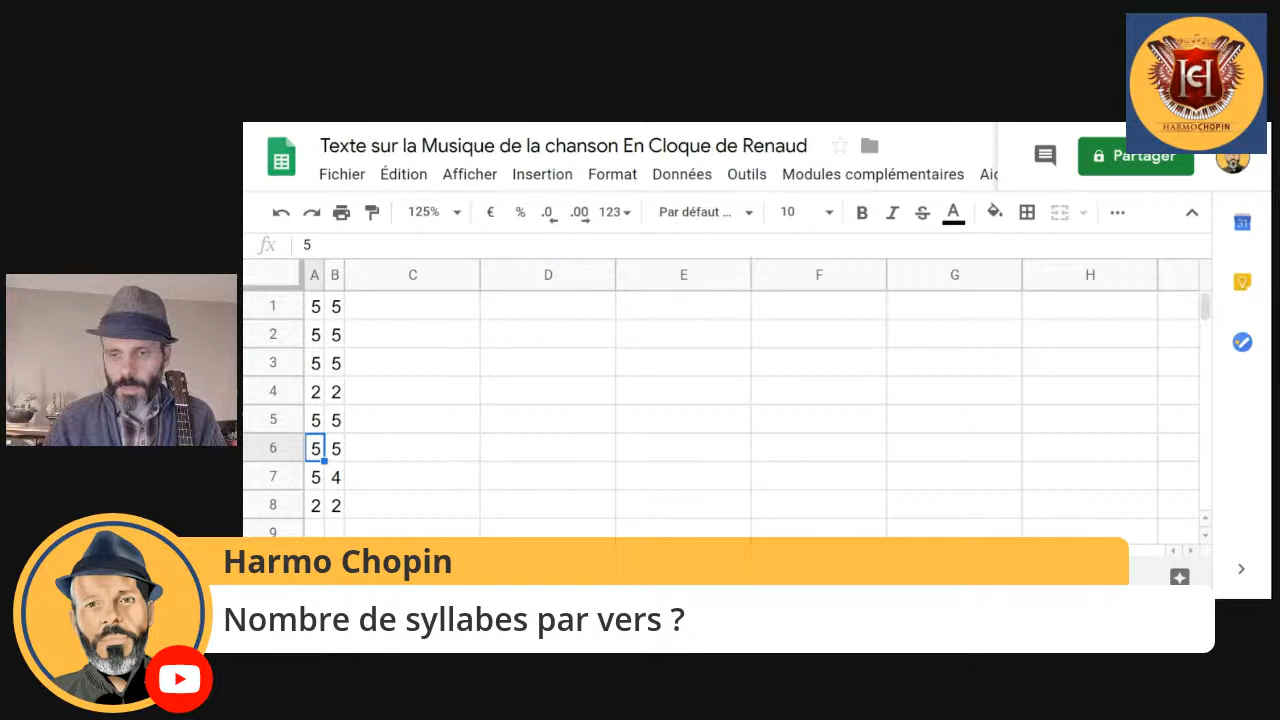 HC
HARMOCHOPIN
Texte sur la Musique de la chanson En Cloque de Renaud
Partager
Fichier Édition Afficher Insertion Format Données Outils Modules complémentaires Aid
125% € % .0 .00 123 Par défaut ... 10 B I S A ...
31
fx 5
A B C D E F G H
1 5 5
2 5 5
3 5 5
4 2 2
5 5 5
6 5 5
7 5 4
8 2 2
9
Harmo Chopin
Nombre de syllabes par vers ?